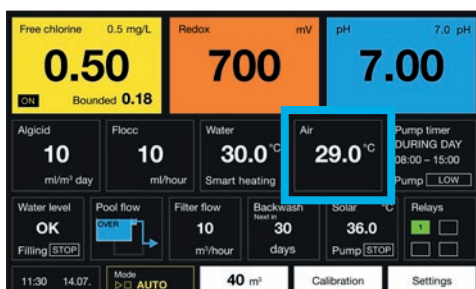 Free chlorine 0.5 mg/L
0.50
ON Bounded 0.18
Redox mV
700
pH 7.0 pH
7.00
Algicid
10
ml/m³ day
Flocc
10
ml/hour
Water
30.0 °C
Smart heating
Air
29.0 °C
Pump timer
DURING DAY
08:00 – 15:00
Pump LOW
Water level
OK
Filling STOP
Pool flow
OVER
Filter flow
10
m³/hour
Backwash
Next in
30
days
Solar °C
36.0
Pump STOP
Relays
1
11:30 14.07.
Mode
AUTO
40 m³
Calibration
Settings